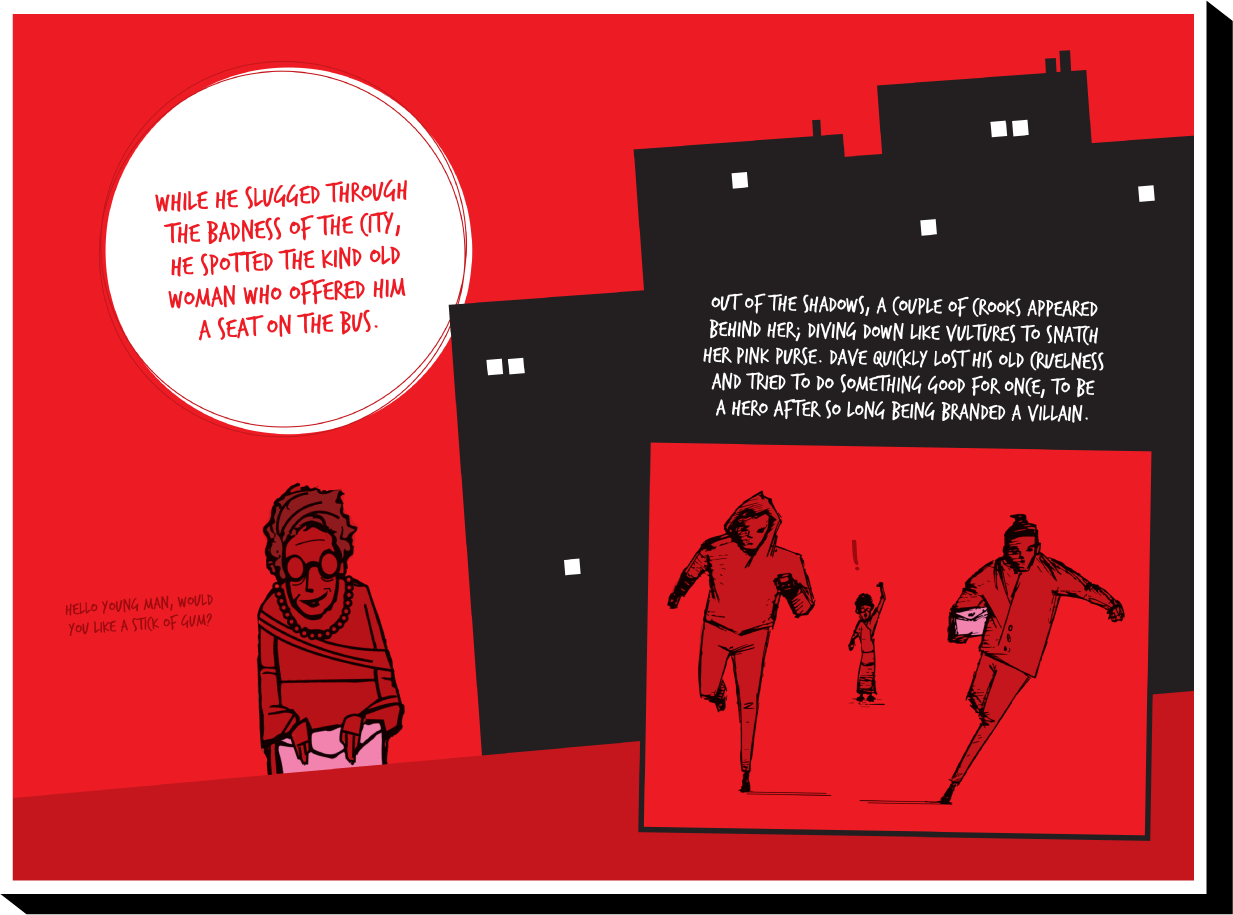 WHILE HE SLUGGED THROUGH
THE BADNESS OF THE CITY,
HE SPOTTED THE KIND OLD
WOMAN WHO OFFERED HIM
A SEAT ON THE BUS.
HELLO YOUNG MAN, WOULD
YOU LIKE A STICK OF GUM?
OUT OF THE SHADOWS, A COUPLE OF CROOKS APPEARED
BEHIND HER; DIVING DOWN LIKE VULTURES TO SNATCH
HER PINK PURSE. DAVE QUICKLY LOST HIS OLD CRUELNESS
AND TRIED TO DO SOMETHING GOOD FOR ONCE, TO BE
A HERO AFTER SO LONG BEING BRANDED A VILLAIN.
!